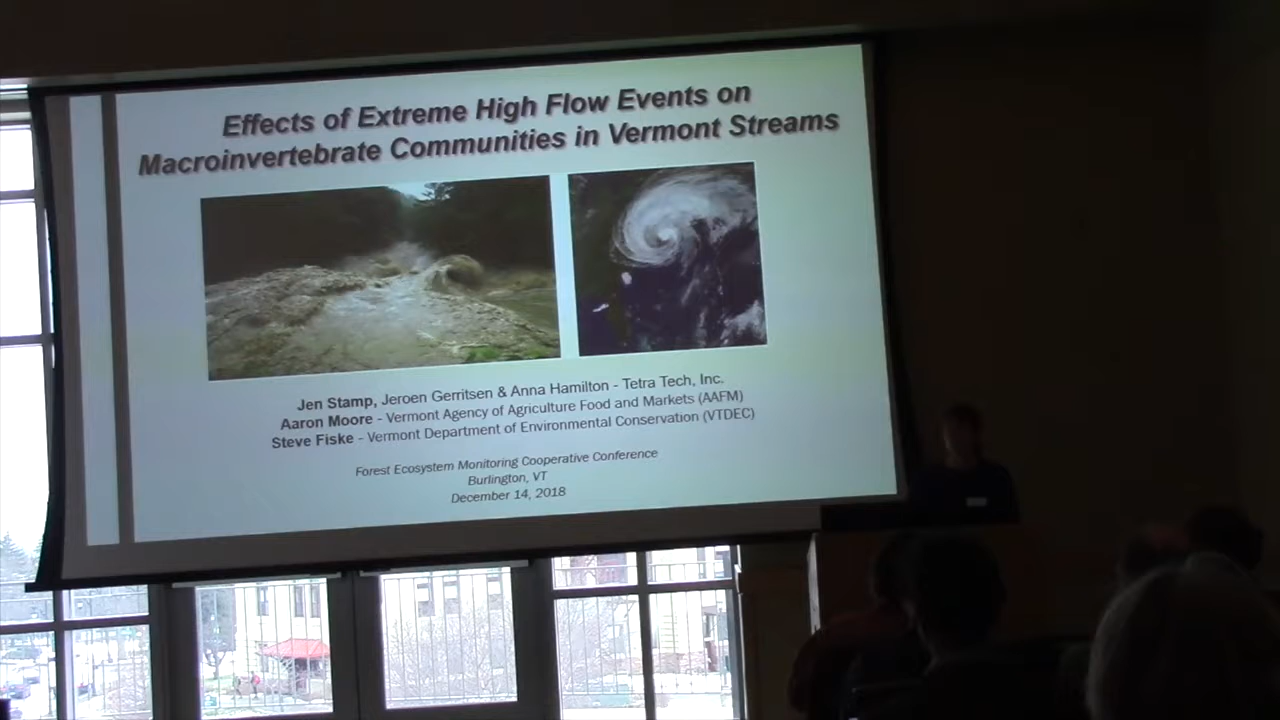 Effects of Extreme High Flow Events on
Macroinvertebrate Communities in Vermont Streams
Jen Stamp, Jeroen Gerritsen & Anna Hamilton - Tetra Tech, Inc.
Aaron Moore - Vermont Agency of Agriculture Food and Markets (AAFM)
Steve Fiske - Vermont Department of Environmental Conservation (VTDEC)
Forest Ecosystem Monitoring Cooperative Conference
Burlington, VT
December 14, 2018